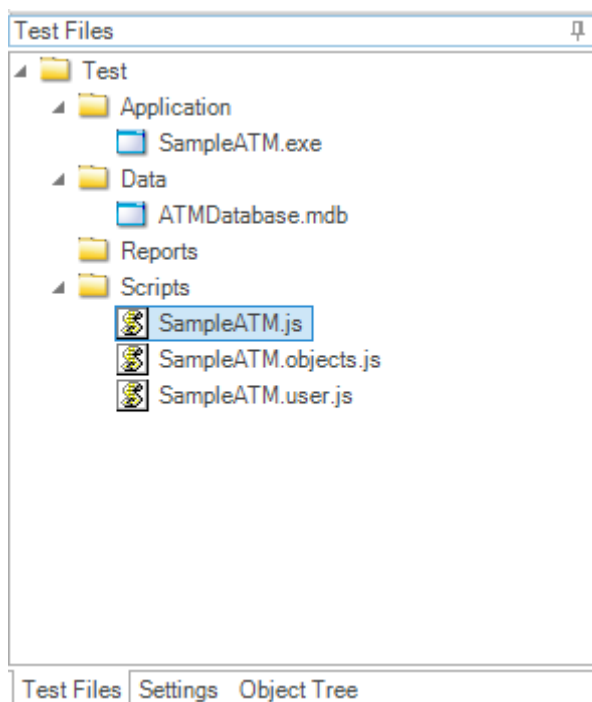 Test Files
Test
Application
SampleATM.exe
Data
ATMDatabase.mdb
Reports
Scripts
SampleATM.js
SampleATM.objects.js
SampleATM.user.js
Test Files Settings Object Tree